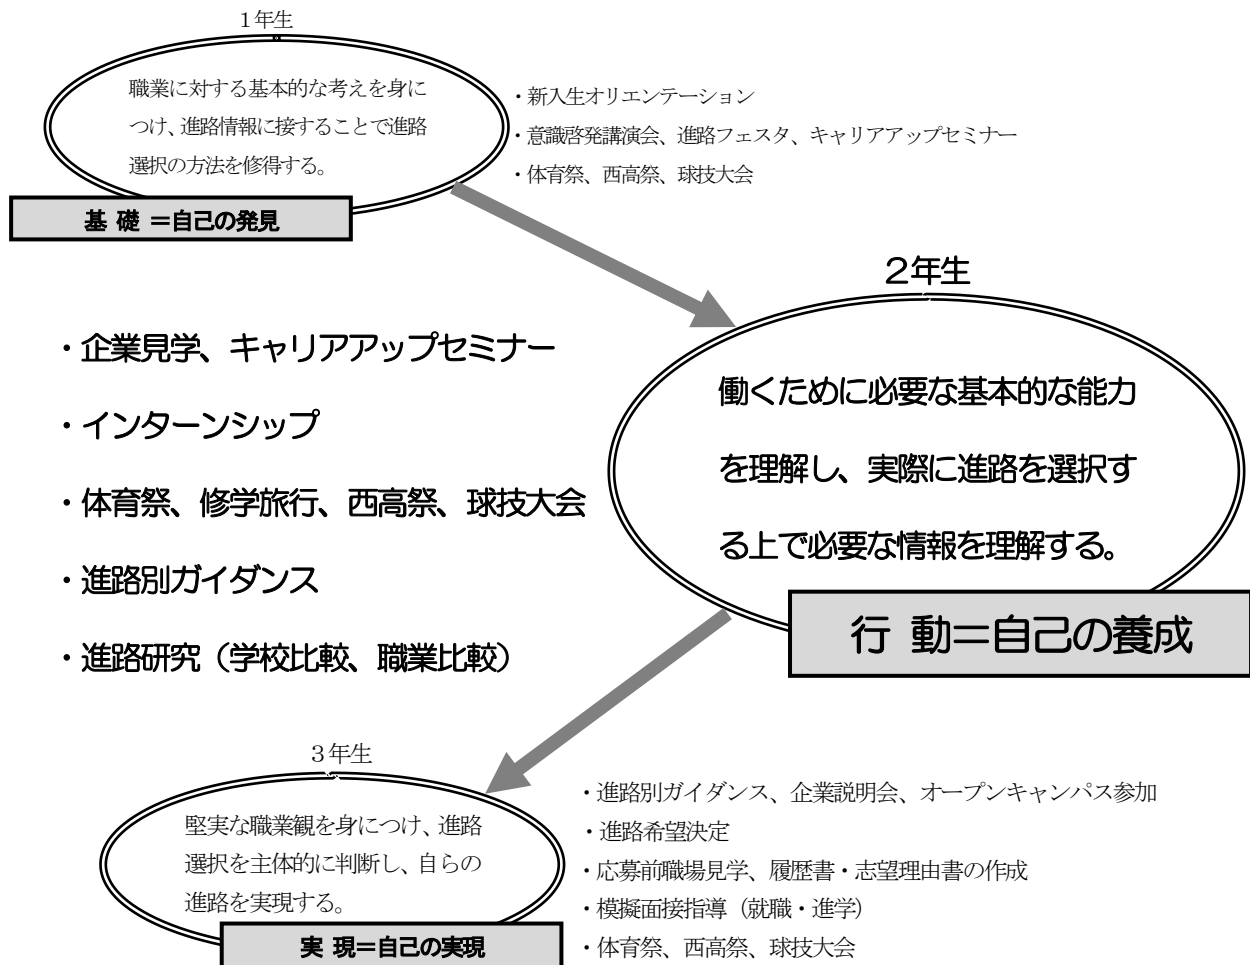 １年生
職業に対する基本的な考えを身に
つけ、進路情報に接することで進路
選択の方法を修得する。
基 礎 ＝自己の発見
・新入生オリエンテーション
・意識啓発講演会、進路フェスタ、キャリアアップセミナー
・体育祭、西高祭、球技大会
２年生
働くために必要な基本的な能力
を理解し、実際に進路を選択す
る上で必要な情報を理解する。
行 動＝自己の養成
・企業見学、キャリアアップセミナー
・インターンシップ
・体育祭、修学旅行、西高祭、球技大会
・進路別ガイダンス
・進路研究（学校比較、職業比較）
３年生
堅実な職業観を身につけ、進路
選択を主体的に判断し、自らの
進路を実現する。
実 現＝自己の実現
・進路別ガイダンス、企業説明会、オープンキャンパス参加
・進路希望決定
・応募前職場見学、履歴書・志望理由書の作成
・模擬面接指導（就職・進学）
・体育祭、西高祭、球技大会